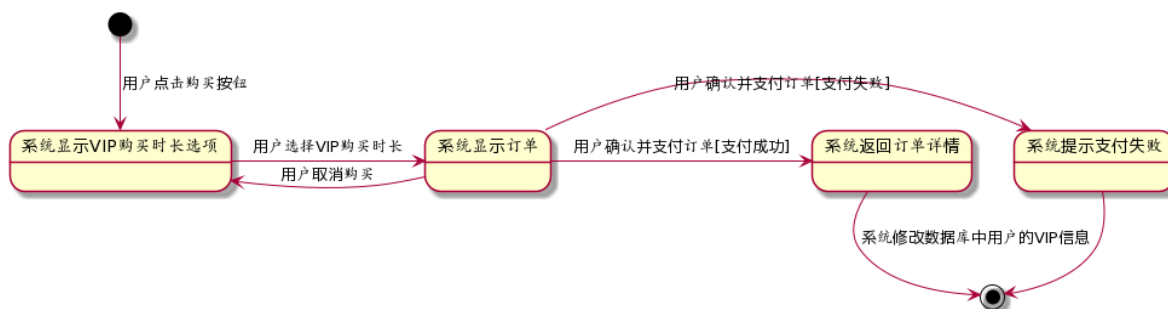 用户点击购买按钮
用户确认并支付订单[支付失败]
系统显示VIP购买时长选项
用户选择VIP购买时长
系统显示订单
用户确认并支付订单[支付成功]
系统返回订单详情
系统提示支付失败
用户取消购买
系统修改数据库中用户的VIP信息